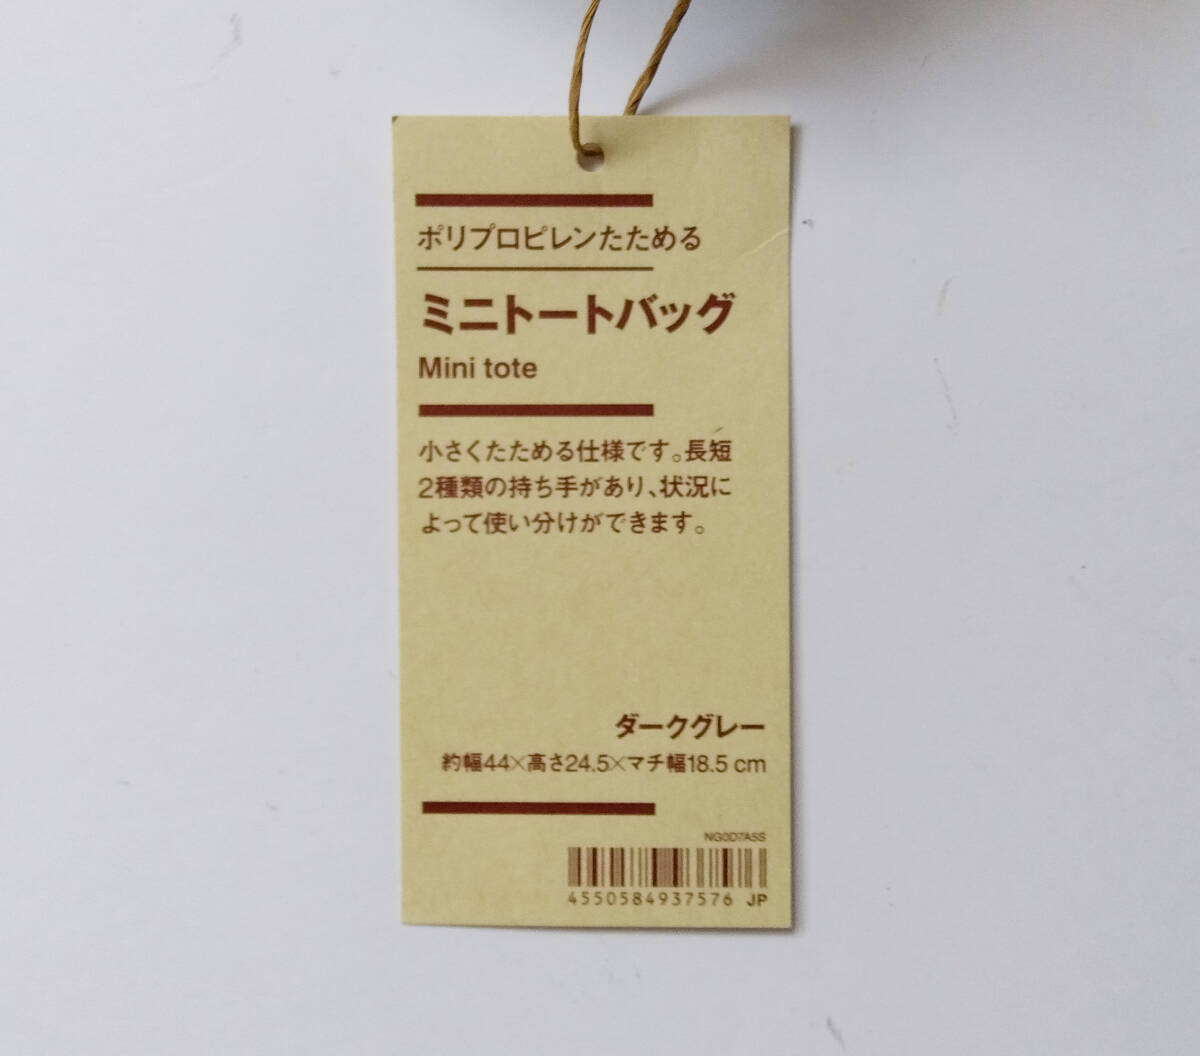 ポリプロピレンたためる
ミニトートバッグ
Mini tote
小さくたためる仕様です。長短
2種類の持ち手があり、状況に
よって使い分けができます。
ダークグレー
約幅44×高さ24.5×マチ幅18.5 cm
NG0D7A5S
4550584937576 JP